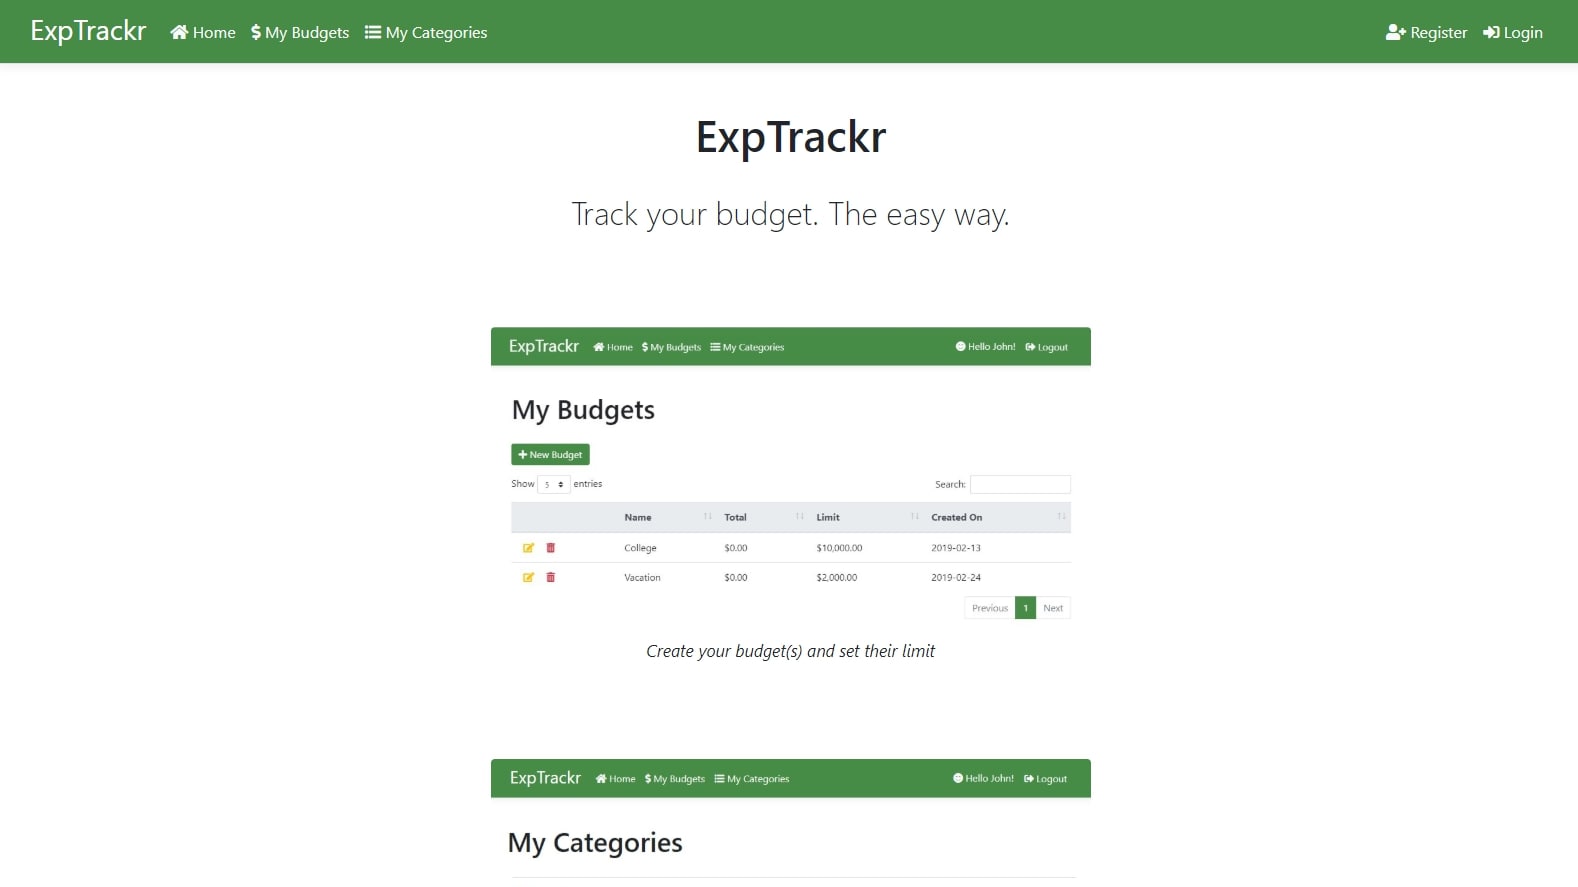 ExpTrackr Home My Budgets My Categories Register Login
ExpTrackr
Track your budget. The easy way.
ExpTrackr Home My Budgets My Categories Hello John! Logout
My Budgets
New Budget
Show 5 entries Search:
Name Total Limit Created On
College $0.00 $10,000.00 2019-02-13
Vacation $0.00 $2,000.00 2019-02-24
Previous 1 Next
Create your budget(s) and set their limit
ExpTrackr Home My Budgets My Categories Hello John! Logout
My Categories